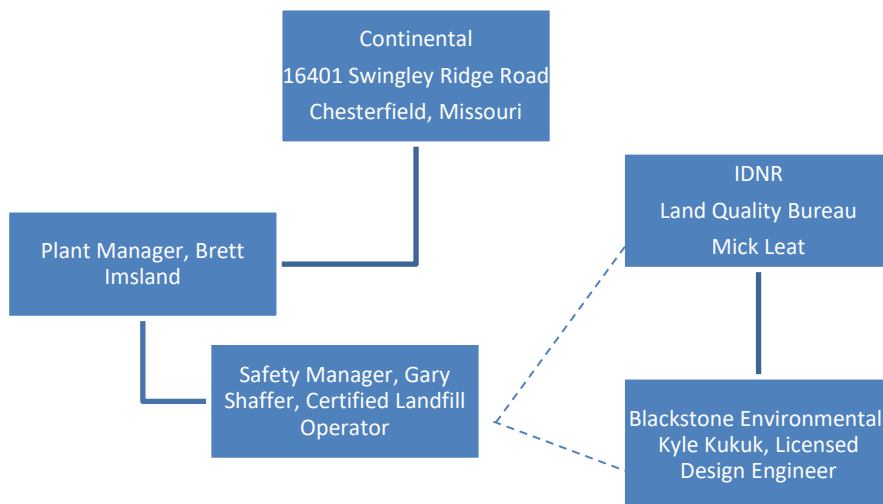 Continental
16401 Swingley Ridge Road
Chesterfield, Missouri
IDNR
Land Quality Bureau
Mick Leat
Plant Manager, Brett
Imsland
Safety Manager, Gary
Shaffer, Certified Landfill
Operator
Blackstone Environmental
Kyle Kukuk, Licensed
Design Engineer